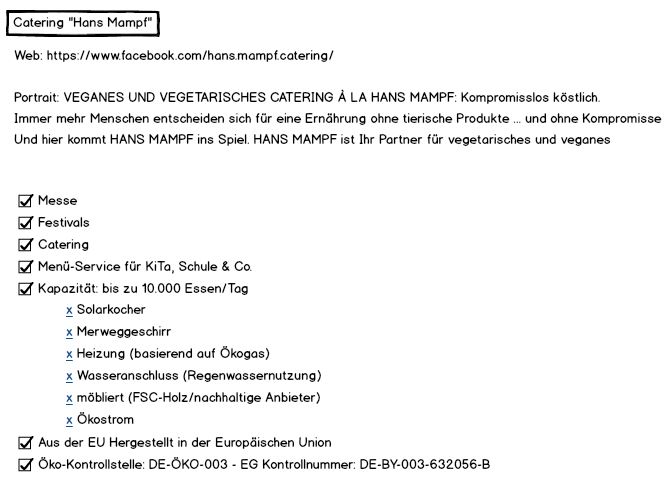 Catering "Hans Mampf"
Web: https://www.facebook.com/hans.mampf.catering/
Portrait: VEGANES UND VEGETARISCHES CATERING À LA HANS MAMPF: Kompromisslos köstlich.
Immer mehr Menschen entscheiden sich für eine Ernährung ohne tierische Produkte ... und ohne Kompromisse
Und hier kommt HANS MAMPF ins Spiel. HANS MAMPF ist Ihr Partner für vegetarisches und veganes
Messe
Festivals
Catering
Menü-Service für KiTa, Schule & Co.
Kapazität: bis zu 10.000 Essen/Tag
x Solarkocher
x Merweggeschirr
x Heizung (basierend auf Ökogas)
x Wasseranschluss (Regenwassernutzung)
x möbliert (FSC-Holz/nachhaltige Anbieter)
x Ökostrom
Aus der EU Hergestellt in der Europäischen Union
Öko-Kontrollstelle: DE-ÖKO-003 - EG Kontrollnummer: DE-BY-003-632056-B